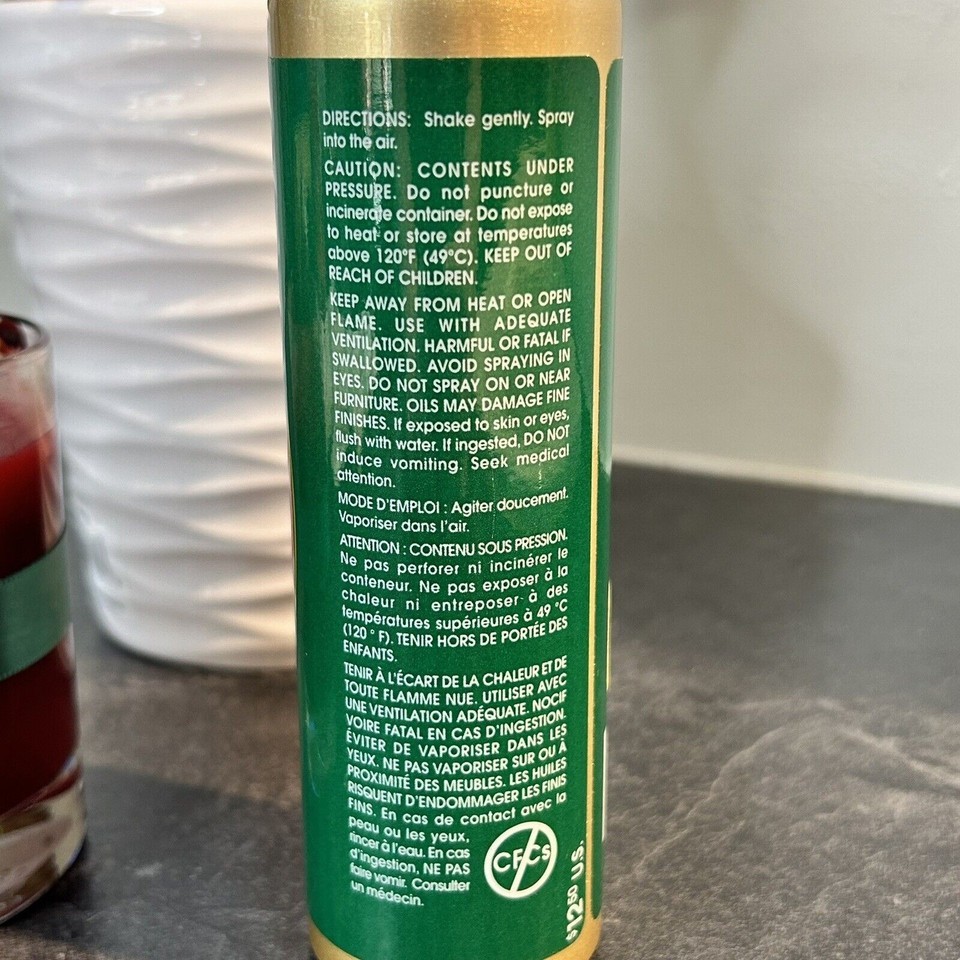 DIRECTIONS: Shake gently. Spray
into the air.
CAUTION: CONTENTS UNDER
PRESSURE. Do not puncture or
incinerate container. Do not expose
to heat or store at temperatures
above 120°F (49°C). KEEP OUT OF
REACH OF CHILDREN.
KEEP AWAY FROM HEAT OR OPEN
FLAME. USE WITH ADEQUATE
VENTILATION. HARMFUL OR FATAL IF
SWALLOWED. AVOID SPRAYING IN
EYES. DO NOT SPRAY ON OR NEAR
FURNITURE. OILS MAY DAMAGE FINE
FINISHES. If exposed to skin or eyes,
flush with water. If ingested, DO NOT
induce vomiting. Seek medical
attention.
MODE D'EMPLOI : Agiter doucement.
Vaporiser dans l'air.
ATTENTION : CONTENU SOUS PRESSION.
Ne pas perforer ni incinérer le
conteneur. Ne pas exposer à la
chaleur ni entreposer à des
températures supérieures à 49 °C
(120 ° F). TENIR HORS DE PORTÉE DES
ENFANTS.
TENIR À L'ÉCART DE LA CHALEUR ET DE
TOUTE FLAMME NUE. UTILISER AVEC
UNE VENTILATION ADÉQUATE. NOCIF
VOIRE FATAL EN CAS D'INGESTION.
ÉVITER DE VAPORISER DANS LES
YEUX. NE PAS VAPORISER SUR OU À
PROXIMITÉ DES MEUBLES. LES HUILES
RISQUENT D'ENDOMMAGER LES FINIS
FINS. En cas de contact avec la
peau ou les yeux,
rincer à l'eau. En cas
d'ingestion, NE PAS
faire vomir. Consulter
un médecin.
CFCs
$12.50 U.S.